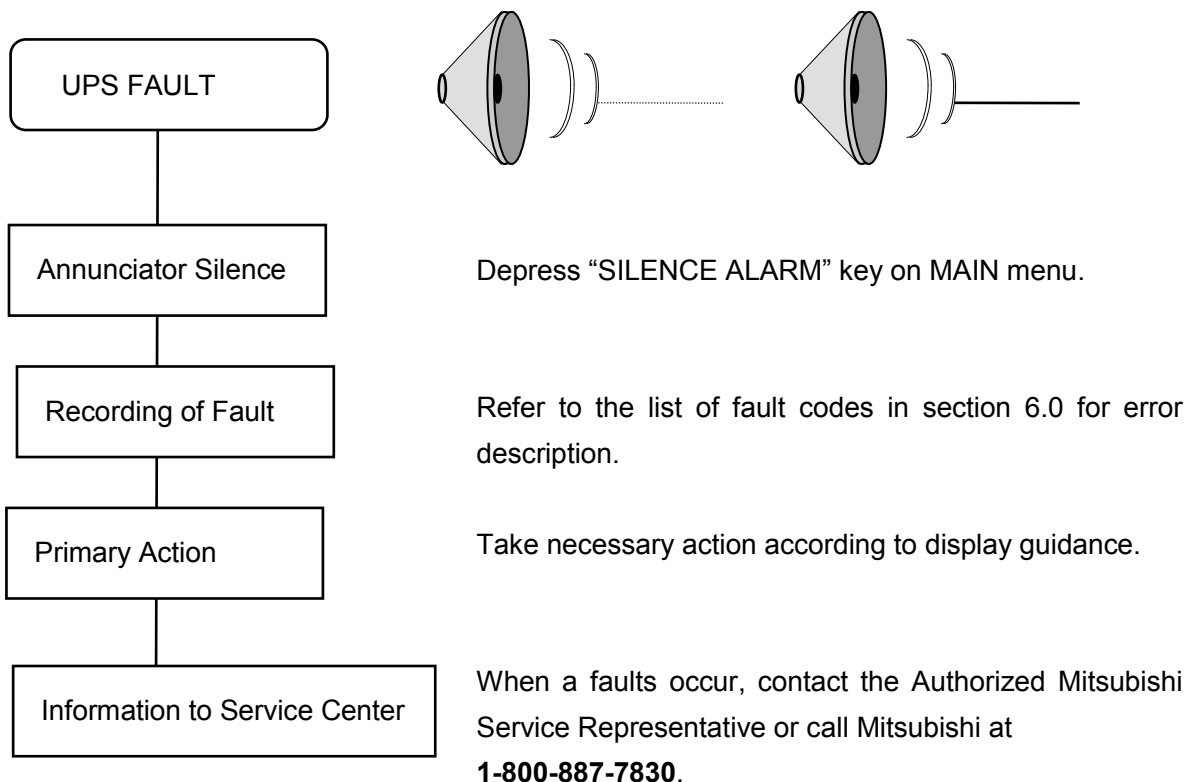 UPS FAULT
Annunciator Silence
Depress “SILENCE ALARM” key on MAIN menu.
Recording of Fault
Refer to the list of fault codes in section 6.0 for error
description.
Primary Action
Take necessary action according to display guidance.
Information to Service Center
When a faults occur, contact the Authorized Mitsubishi
Service Representative or call Mitsubishi at
1-800-887-7830.